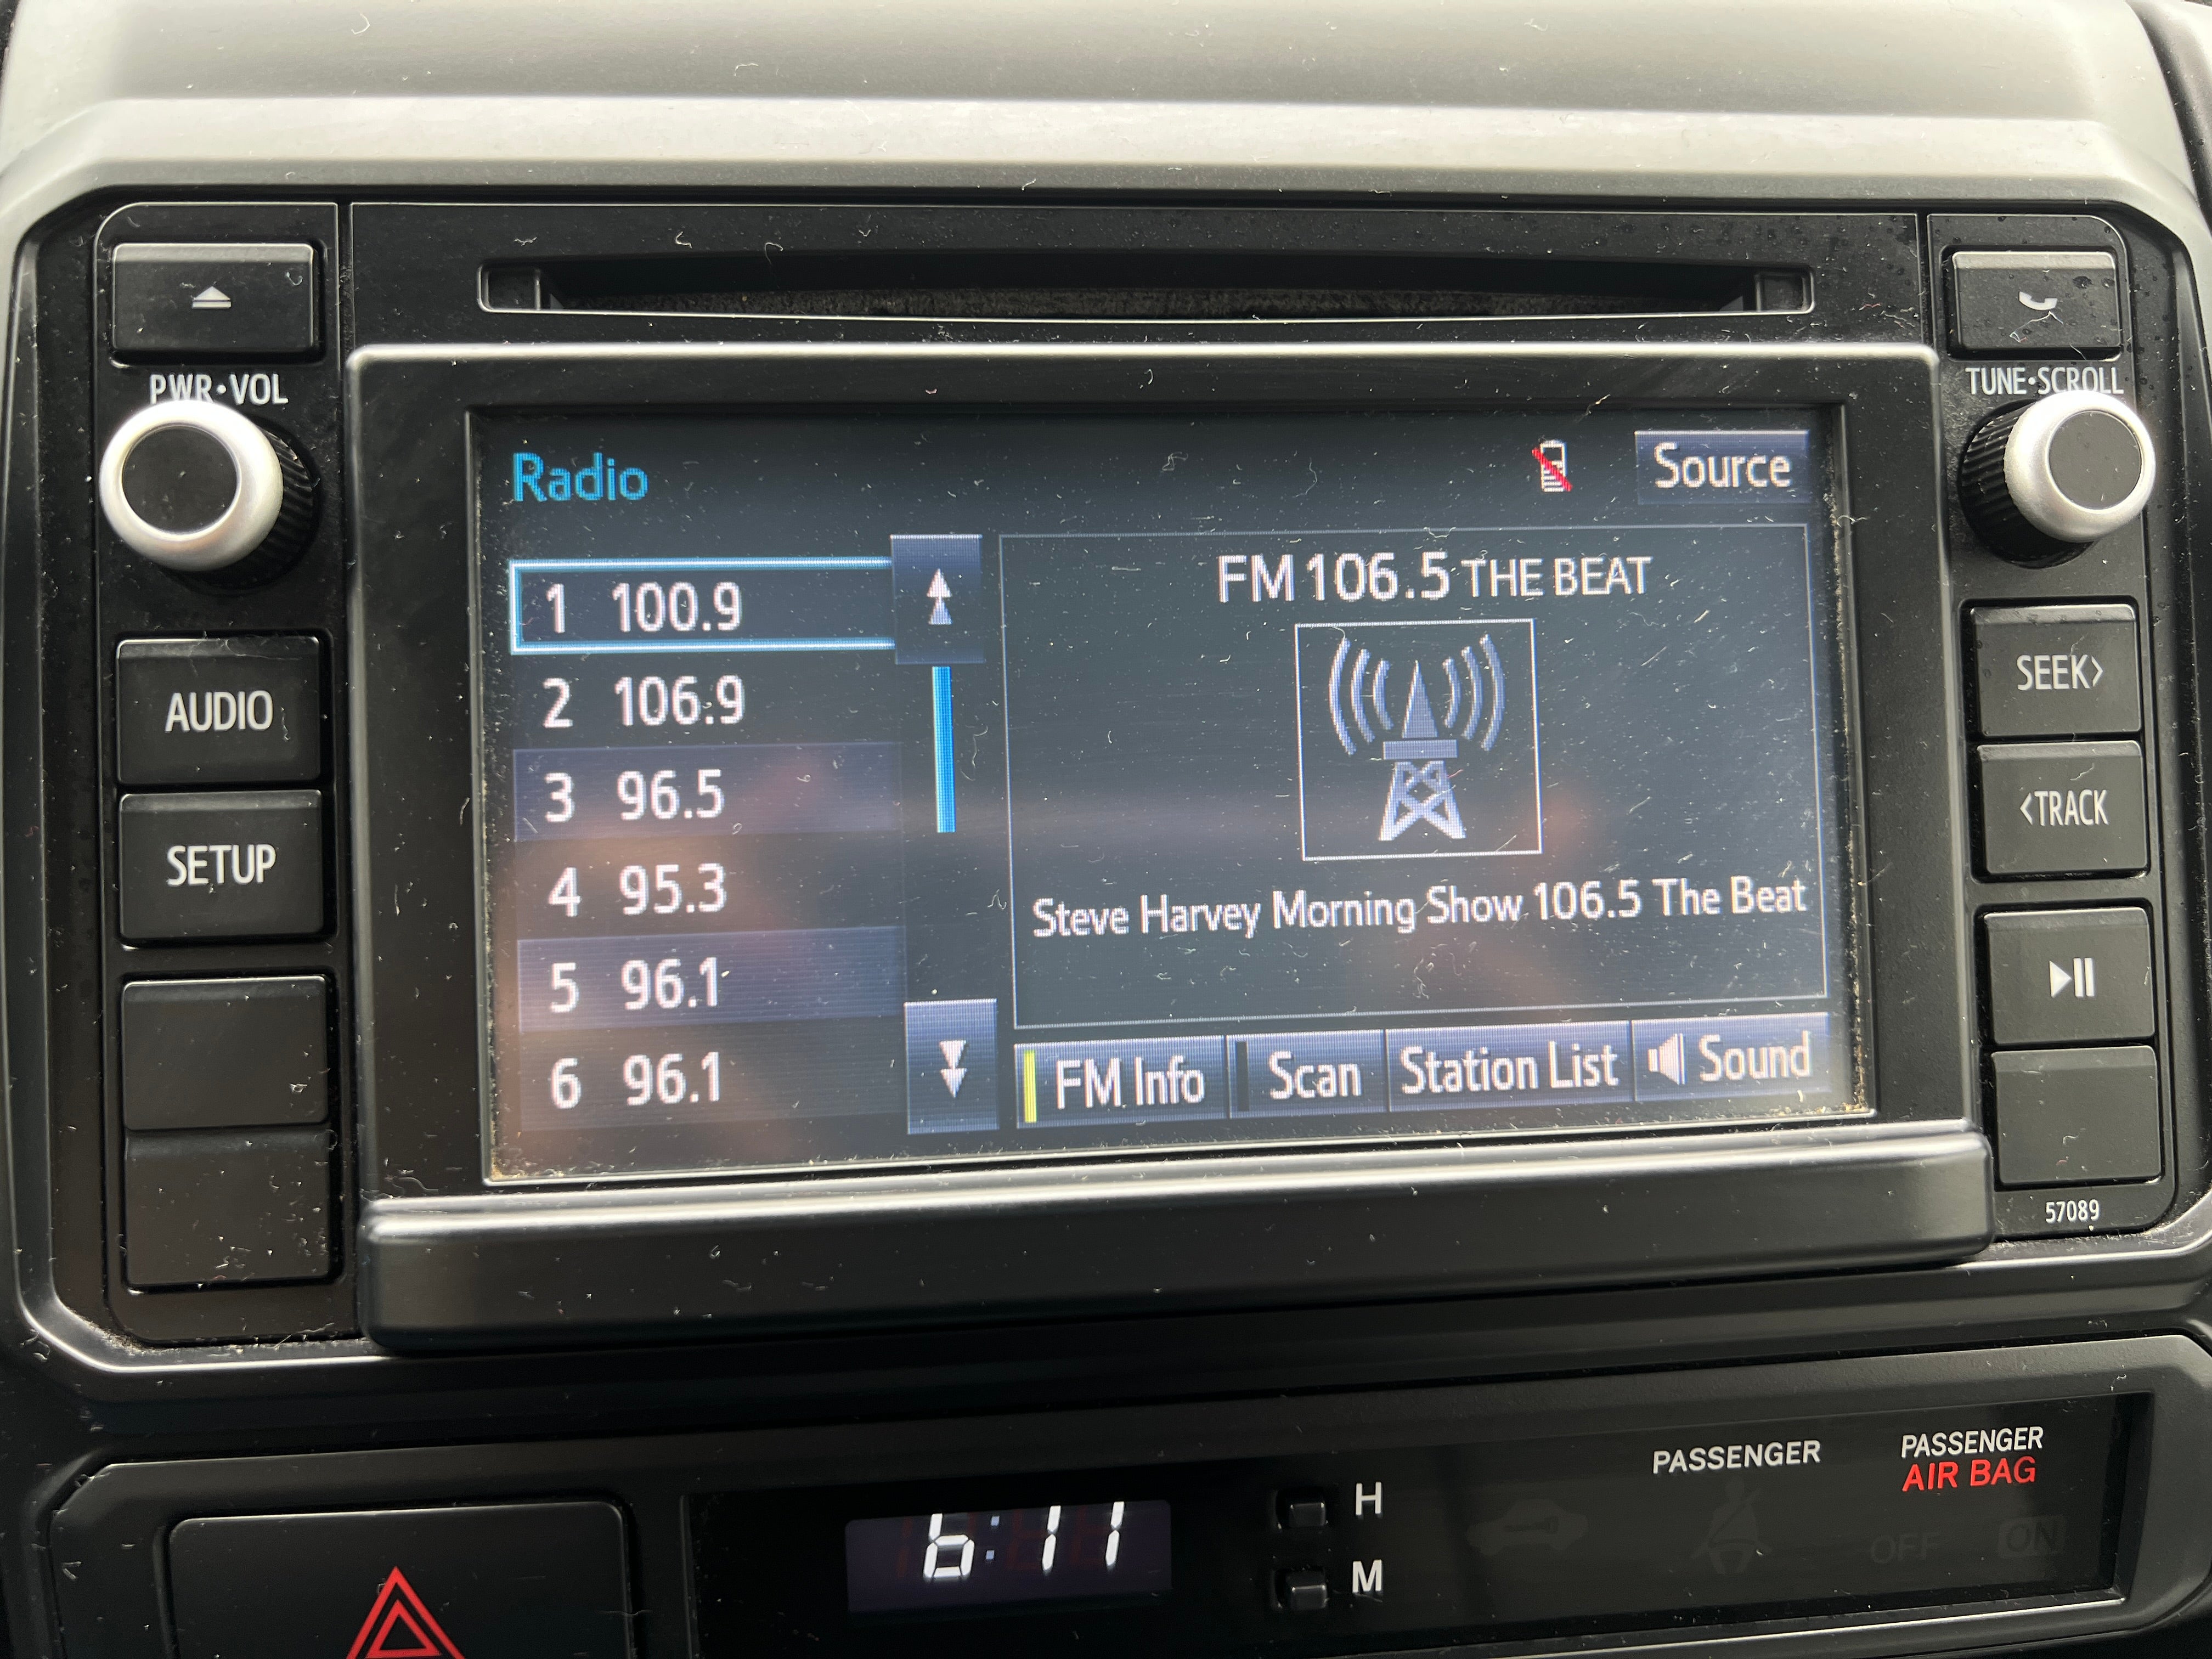 PWR•VOL
TUNE•SCROLL
Radio
Source
1 100.9
2 106.9
3 96.5
4 95.3
5 96.1
6 96.1
FM 106.5 THE BEAT
Steve Harvey Morning Show 106.5 The Beat
FM Info
Scan
Station List
Sound
AUDIO
SETUP
SEEK>
<TRACK
57089
6:11
H
M
PASSENGER
PASSENGER
AIR BAG
OFF
ON